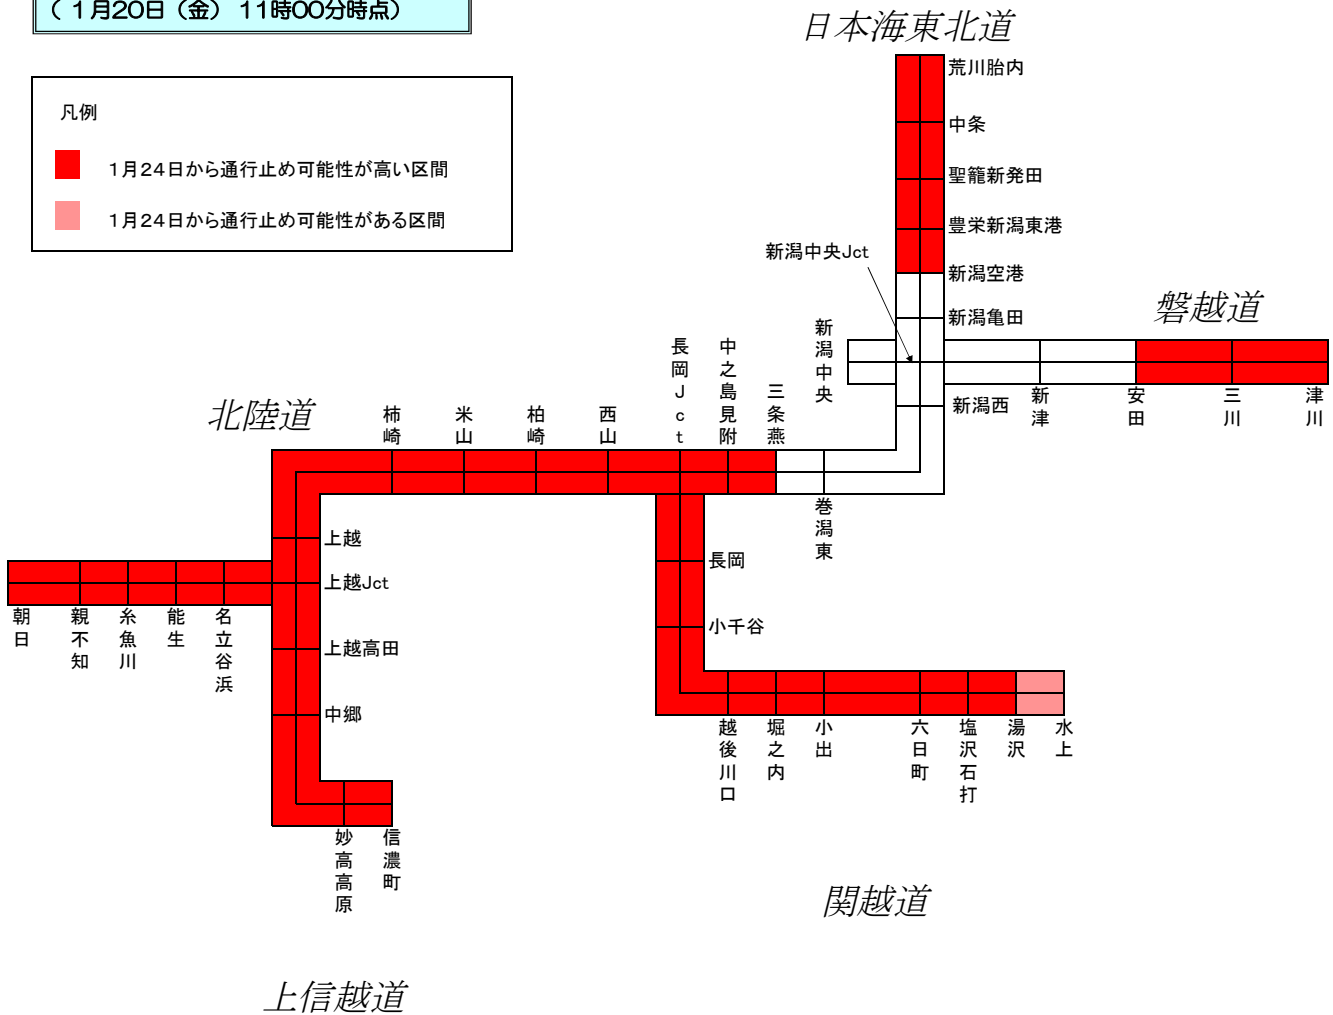 （ 1月20日（金） 11時00分時点）
日本海東北道
凡例
1月24日から通行止め可能性が高い区間
1月24日から通行止め可能性がある区間
荒川胎内
中条
聖籠新発田
豊栄新潟東港
新潟中央Jct
新潟空港
新潟亀田
磐越道
新潟中央
新潟西
新津
安田
三川
津川
北陸道
柿崎
米山
柏崎
西山
長岡Jct
中之島見附
三条燕
巻潟東
上越
上越Jct
上越高田
中郷
朝日
親不知
糸魚川
能生
名立谷浜
長岡
小千谷
越後川口
堀之内
小出
六日町
塩沢石打
湯沢
水上
妙高高原
信濃町
関越道
上信越道